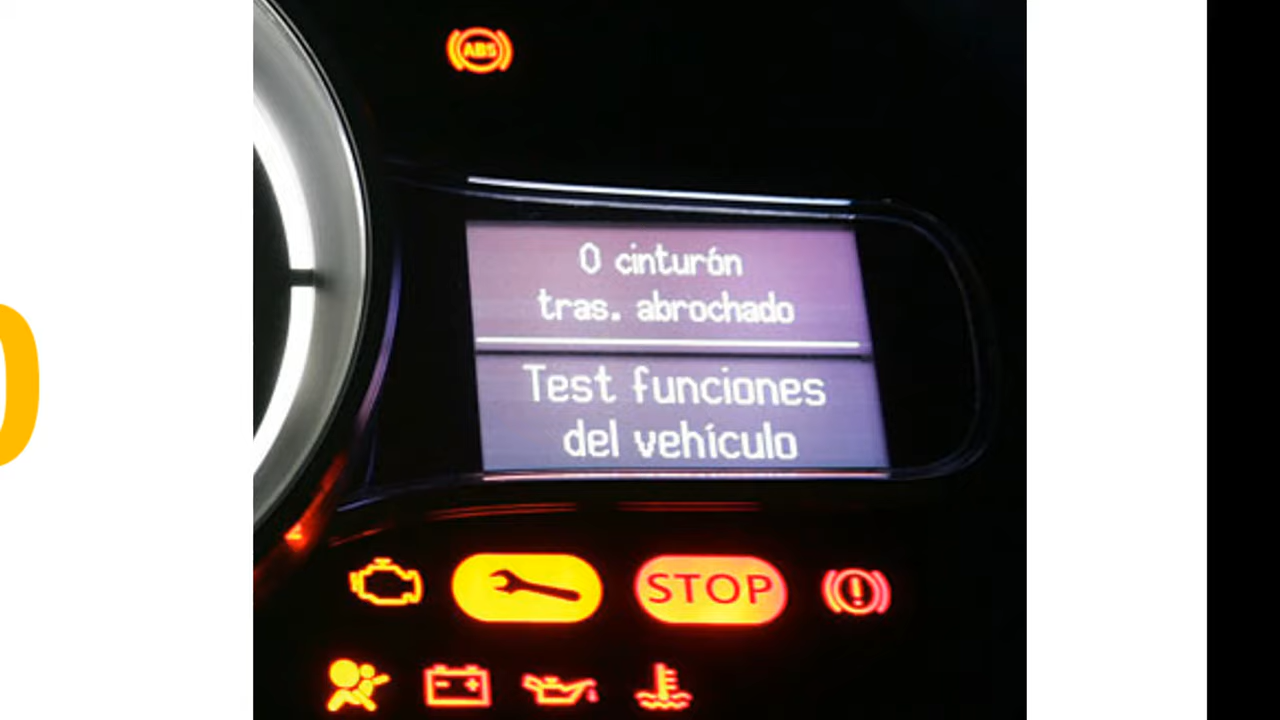 ABS
0 cinturón
tras. abrochado
Test funciones
del vehículo
STOP